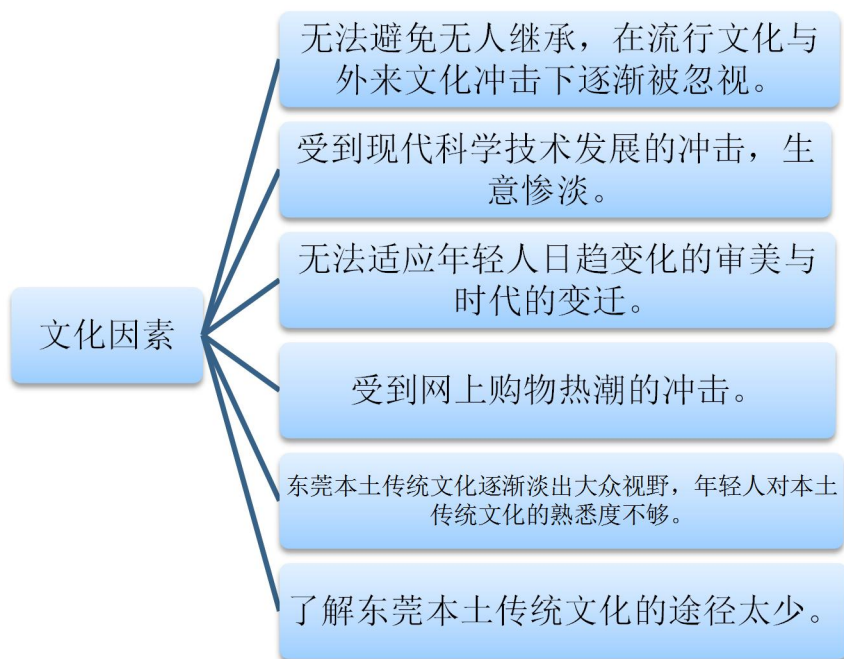 文化因素
无法避免无人继承，在流行文化与
外来文化冲击下逐渐被忽视。
受到现代科学技术发展的冲击，生
意惨淡。
无法适应年轻人日趋变化的审美与
时代的变迁。
受到网上购物热潮的冲击。
东莞本土传统文化逐渐淡出大众视野，年轻人对本土
传统文化的熟悉度不够。
了解东莞本土传统文化的途径太少。